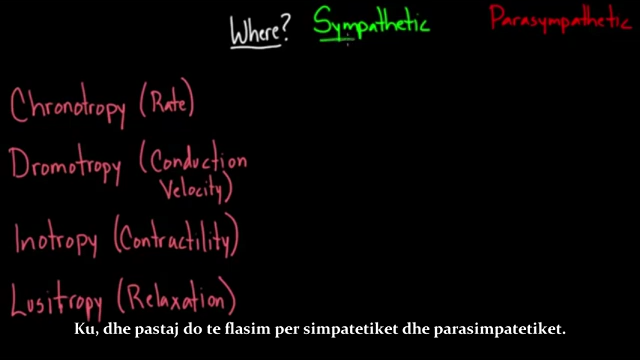 Where? Sympathetic Parasympathetic
Chronotropy (Rate)
Dromotropy (Conduction
Velocity)
Inotropy (Contractility)
Lusitropy (Relaxation)
Ku, dhe pastaj do te flasim per simpatetiket dhe parasimpatetiket.